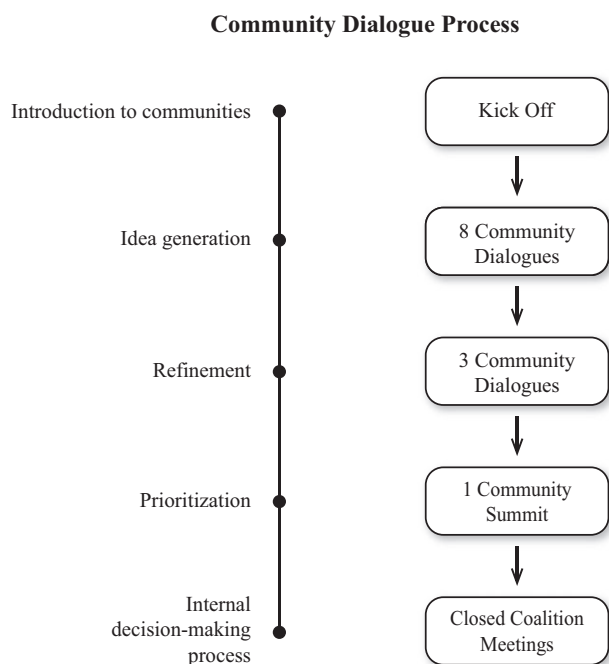 Community Dialogue Process
Introduction to communities
Kick Off
Idea generation
8 Community
Dialogues
Refinement
3 Community
Dialogues
Prioritization
1 Community
Summit
Internal
decision-making
process
Closed Coalition
Meetings